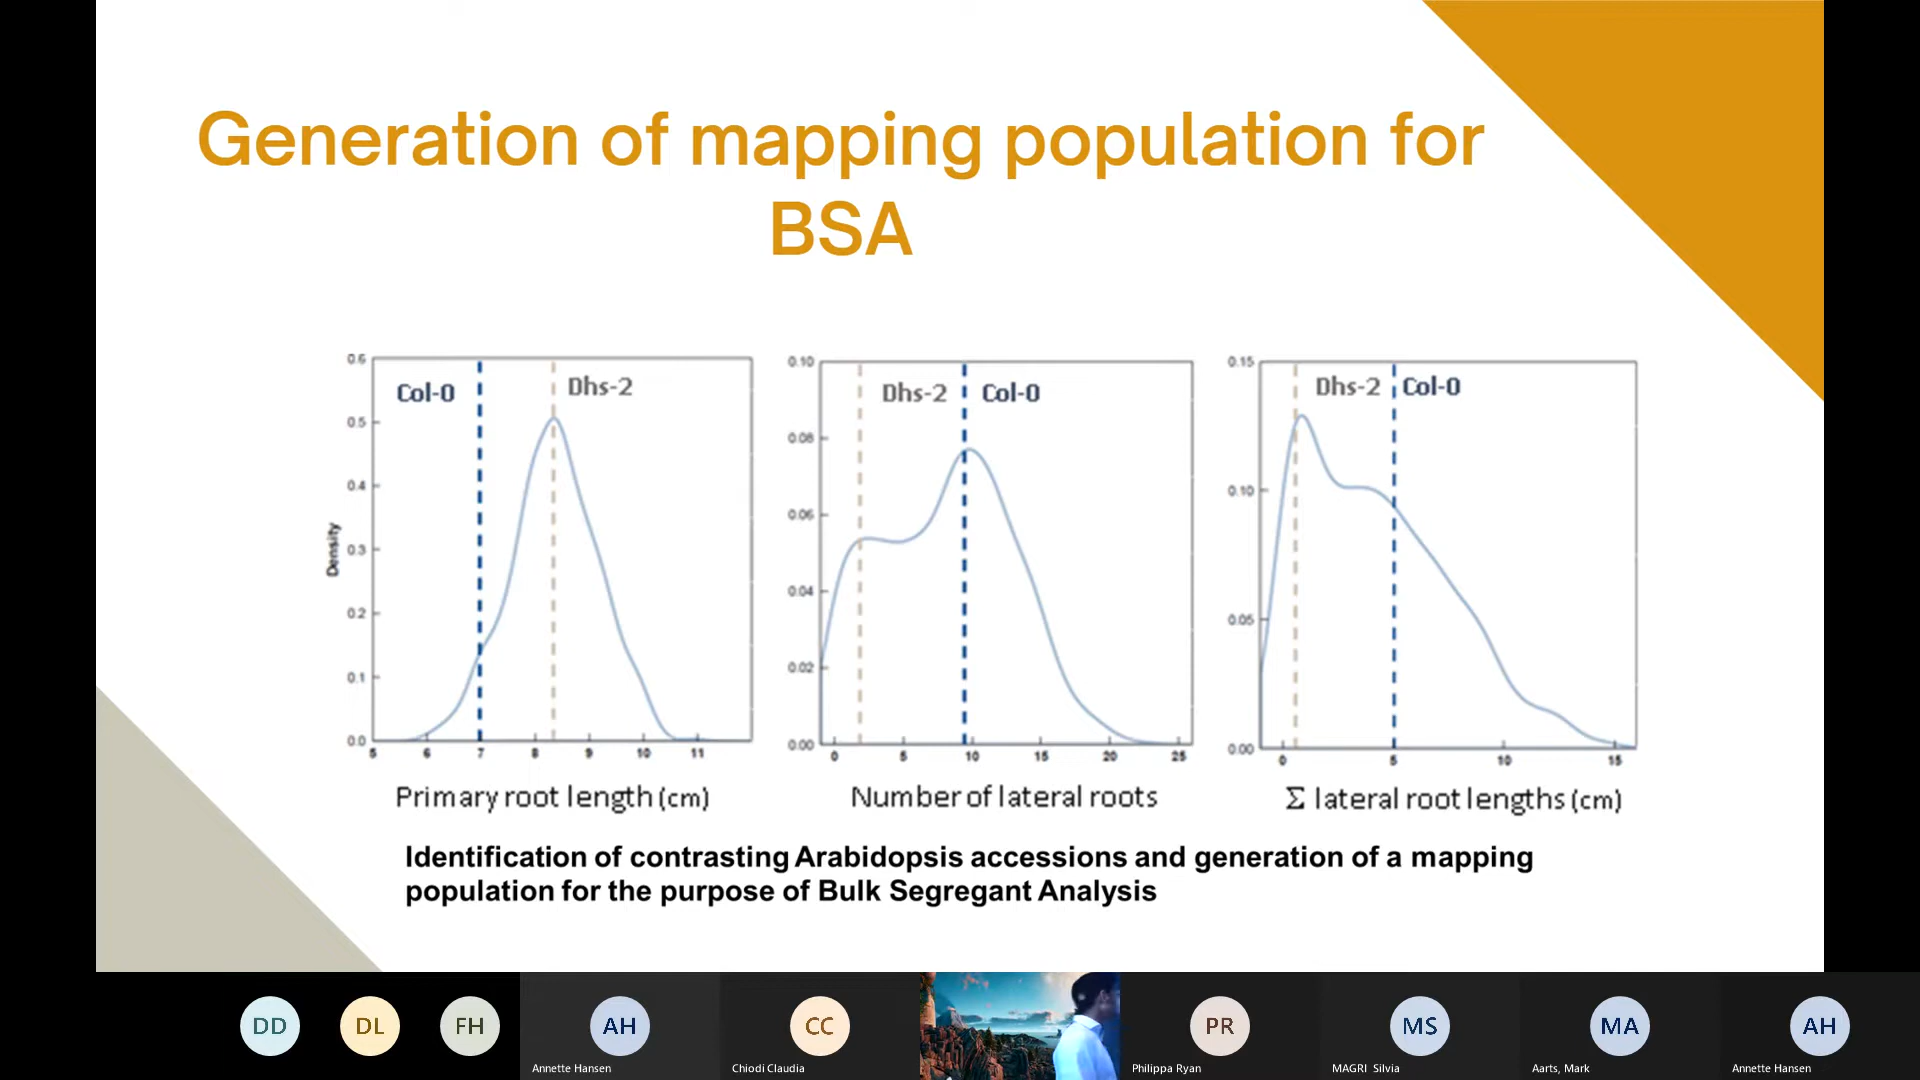 Generation of mapping population for
BSA
Density
0.6
0.5
0.4
0.3
0.2
0.1
0.0
Col-0
Dhs-2
5 6 7 8 9 10 11
Primary root length (cm)
0.10
0.08
0.06
0.04
0.02
0.00
Dhs-2
Col-0
0 5 10 15 20 25
Number of lateral roots
0.15
0.10
0.05
0.00
Dhs-2
Col-0
0 5 10 15
Σ lateral root lengths (cm)
Identification of contrasting Arabidopsis accessions and generation of a mapping
population for the purpose of Bulk Segregant Analysis
DD
DL
FH
AH
Annette Hansen
CC
Chiodi Claudia
PR
Philippa Ryan
MS
MAGRI Silvia
MA
Aarts, Mark
AH
Annette Hansen